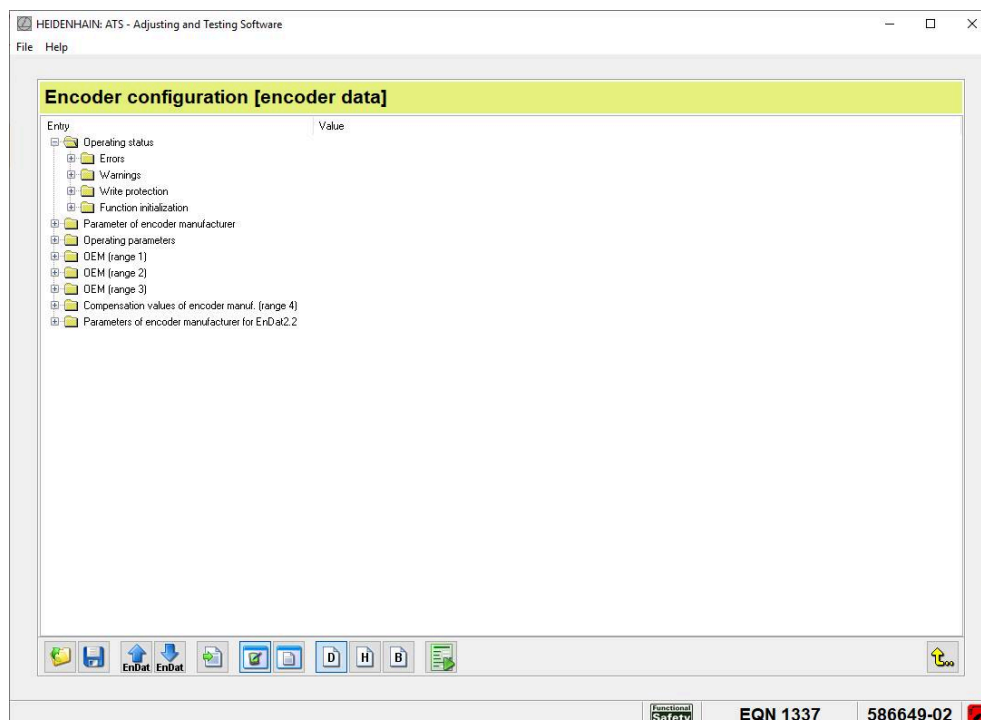 HEIDENHAIN: ATS - Adjusting and Testing Software
File Help
Encoder configuration [encoder data]
Entry Value
Operating status
Errors
Warnings
Write protection
Function initialization
Parameter of encoder manufacturer
Operating parameters
OEM (range 1)
OEM (range 2)
OEM (range 3)
Compensation values of encoder manuf. (range 4)
Parameters of encoder manufacturer for EnDat2.2
EnDat EnDat D H B
Functional
Safety EQN 1337 586649-02